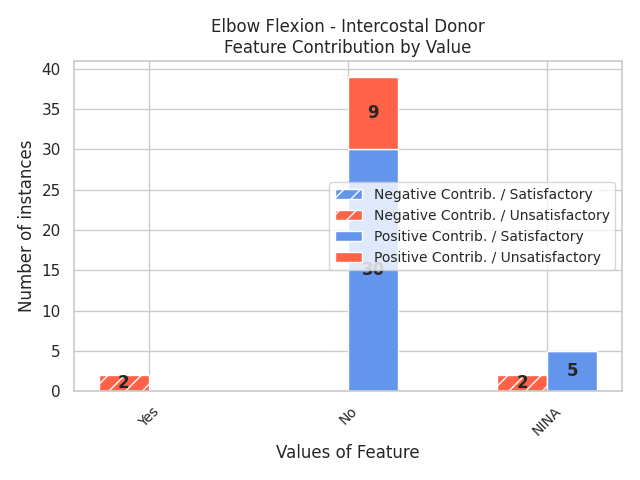 Elbow Flexion - Intercostal Donor
Feature Contribution by Value
Number of instances
40
35
30
25
20
15
10
5
0
2
9
30
2
5
Negative Contrib. / Satisfactory
Negative Contrib. / Unsatisfactory
Positive Contrib. / Satisfactory
Positive Contrib. / Unsatisfactory
Yes
No
NINA
Values of Feature